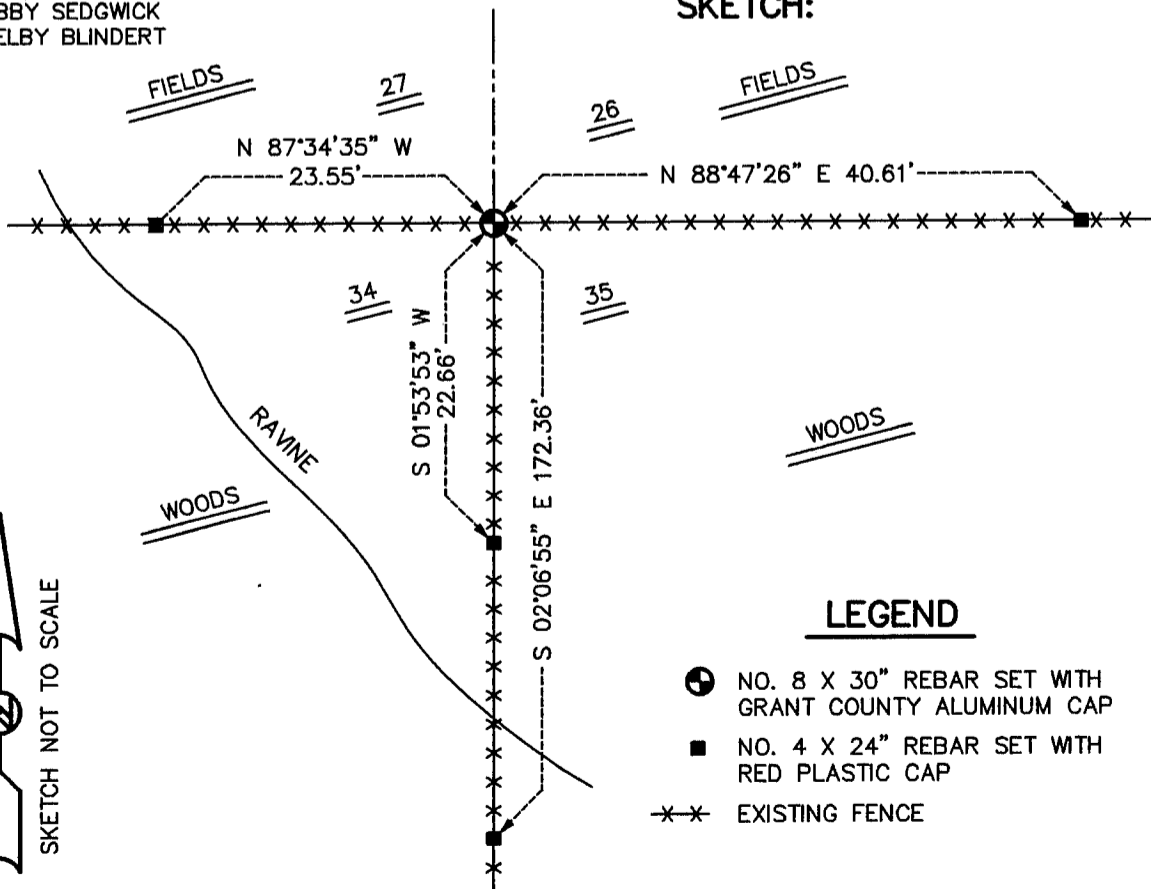 SEDGWICK
BLINDERT
SKETCH:
FIELDS
27
26
FIELDS
N 87°34'35" W
23.55'
N 88°47'26" E 40.61'
34
35
S 01°53'53" W
22.66'
S 02°06'55" E 172.36'
RAVINE
WOODS
WOODS
SKETCH NOT TO SCALE
LEGEND
NO. 8 X 30" REBAR SET WITH
GRANT COUNTY ALUMINUM CAP
NO. 4 X 24" REBAR SET WITH
RED PLASTIC CAP
EXISTING FENCE